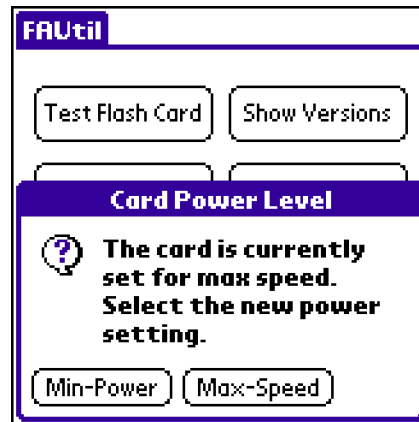 FAUtil
Test Flash Card Show Versions
Card Power Level
?
The card is currently
set for max speed.
Select the new power
setting.
Min-Power Max-Speed